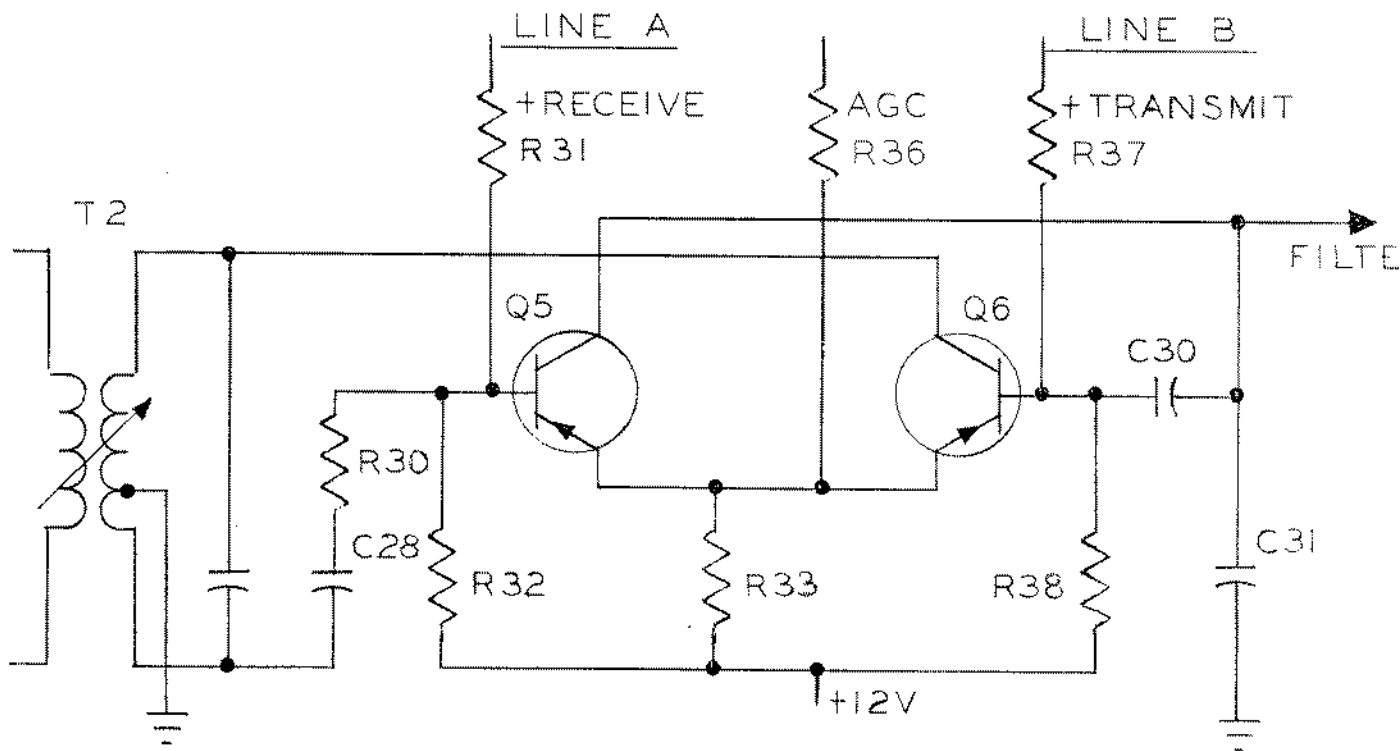 LINE A
LINE B
+RECEIVE
R31
AGC
R36
+TRANSMIT
R37
T2
FILTE
Q5
Q6
C30
R30
C28
R32
R33
R38
C31
+12V